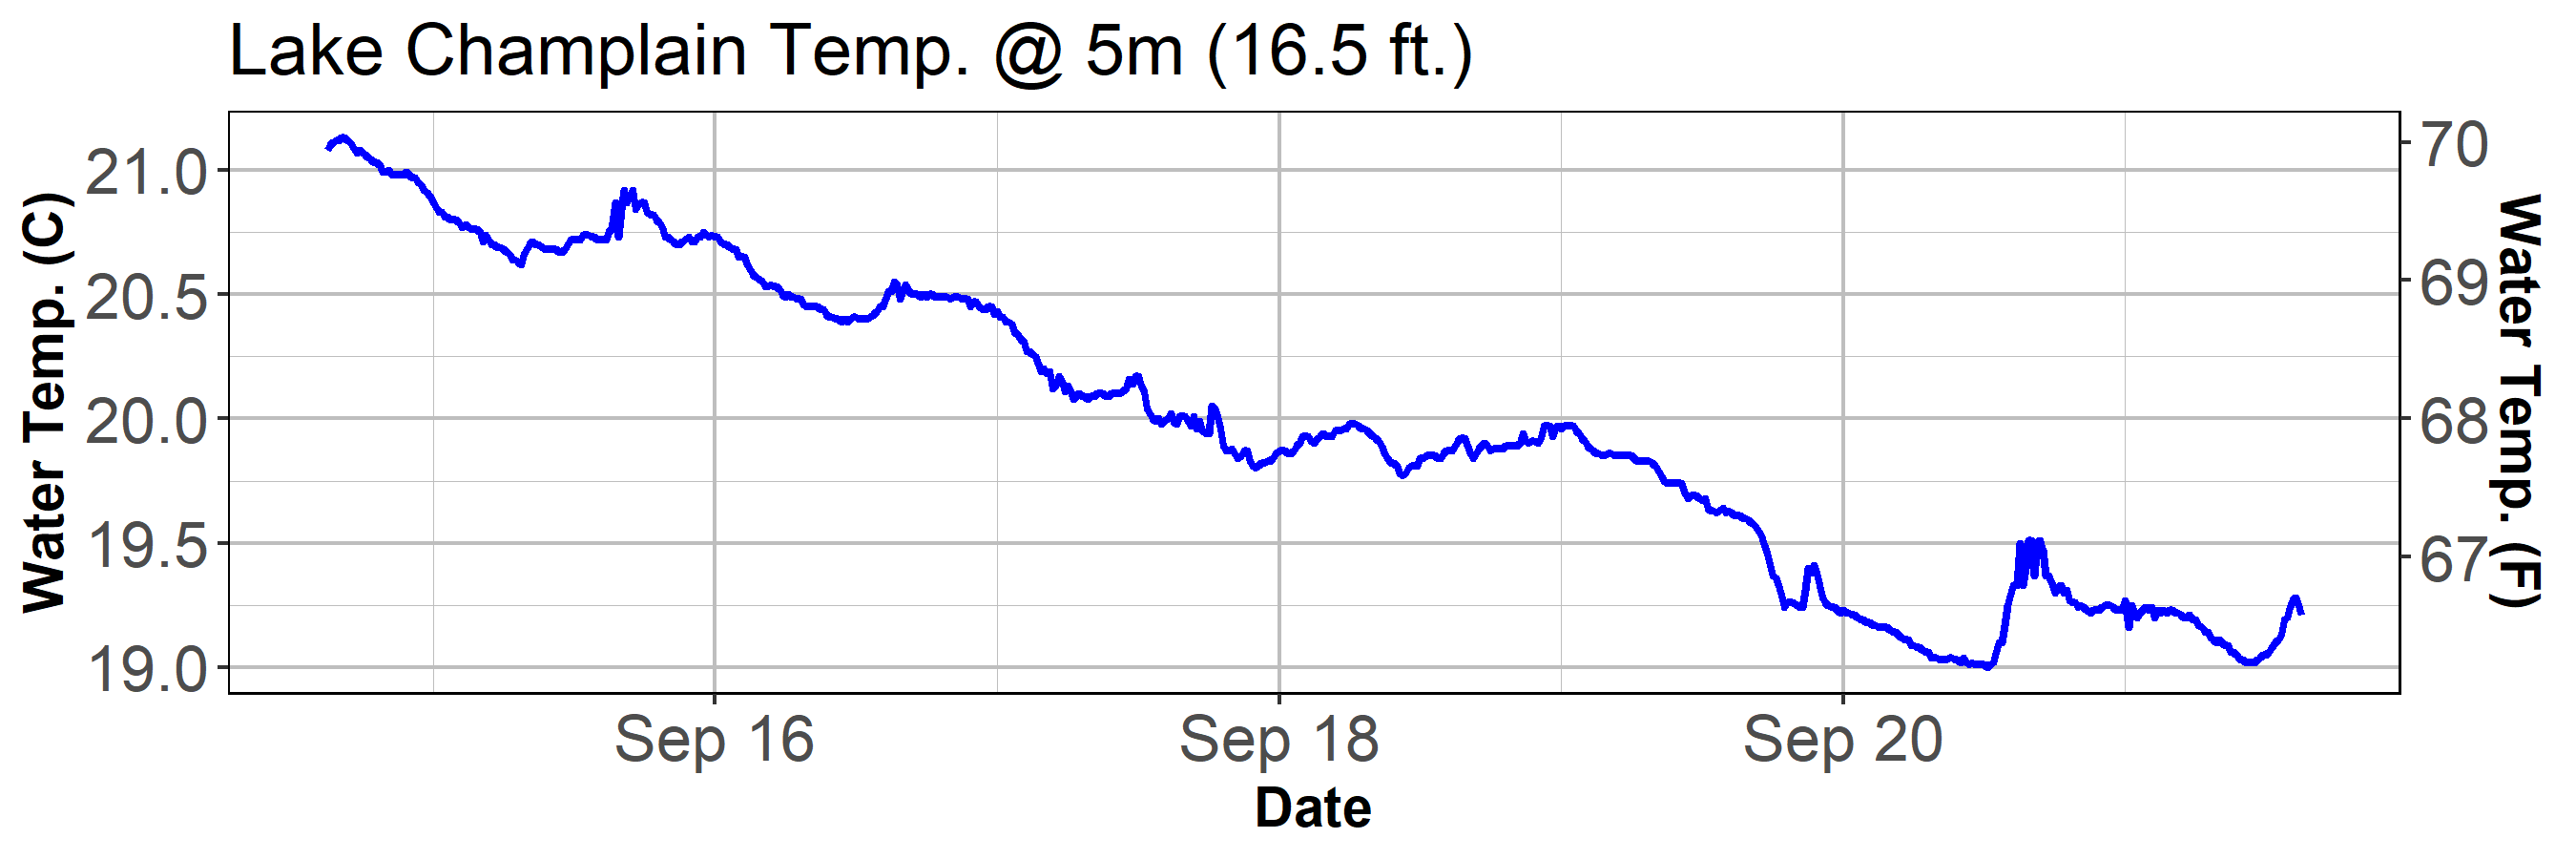 Lake Champlain Temp. @ 5m (16.5 ft.)
Water Temp. (C)
21.0
20.5
20.0
19.5
19.0
70
69
68
67
Water Temp. (F)
Sep 16 Sep 18 Sep 20
Date